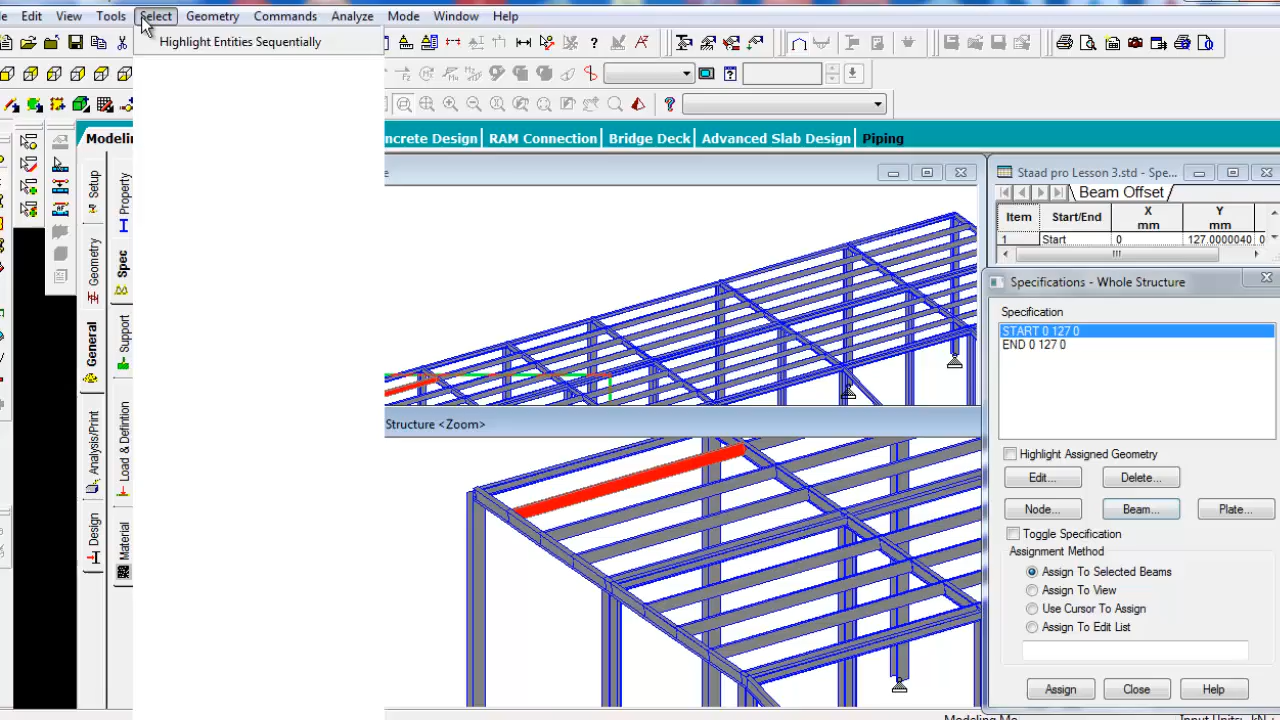 Edit View Tools Select Geometry Commands Analyze Mode Window Help
Highlight Entities Sequentially
ncrete Design RAM Connection Bridge Deck Advanced Slab Design Piping
Modelin
Setup
Geometry
General
Analysis/Print
Design
Property
Spec
Support
Load & Definition
Material
Structure <Zoom>
Staad pro Lesson 3.std - Spe...
Beam Offset
Item Start/End X mm Y mm
1 Start 0 127.0000040 0
Specifications - Whole Structure
Specification
START 0 127 0
END 0 127 0
Highlight Assigned Geometry
Edit... Delete...
Node... Beam... Plate...
Toggle Specification
Assignment Method
Assign To Selected Beams
Assign To View
Use Cursor To Assign
Assign To Edit List
Assign Close Help